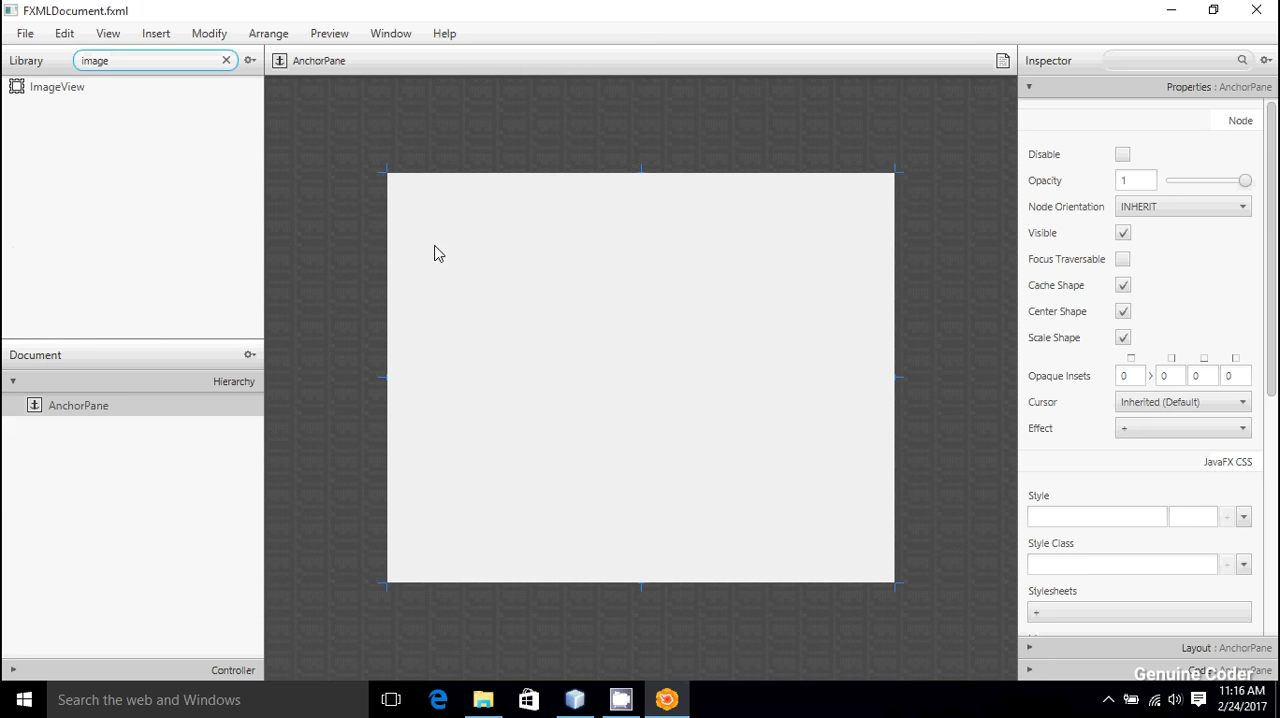 FXMLDocument.fxml
File Edit View Insert Modify Arrange Preview Window Help
Library image AnchorPane Inspector
ImageView
Properties : AnchorPane
Node
Disable
Opacity 1
Node Orientation INHERIT
Visible
Focus Traversable
Cache Shape
Center Shape
Scale Shape
Opaque Insets 0 0 0 0
Cursor Inherited (Default)
Effect +
JavaFX CSS
Style
Style Class
Stylesheets
+
Document
Hierarchy
AnchorPane
Controller
Layout : AnchorPane
Genuine Coder
Search the web and Windows
11:16 AM
2/24/2017